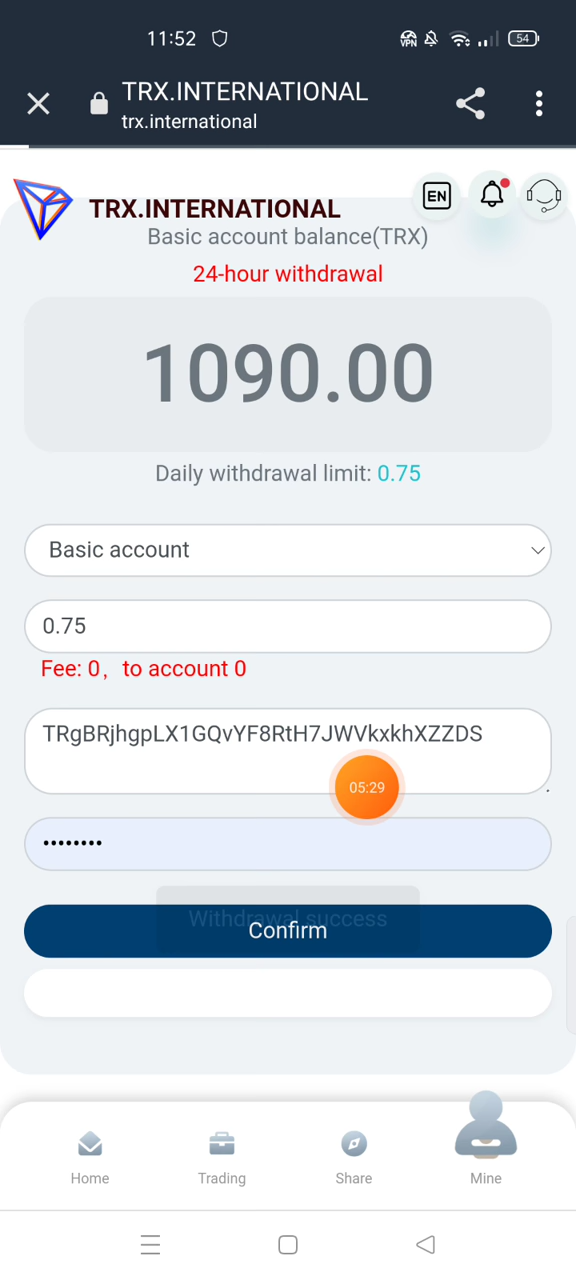 11:52
VPN
54
TRX.INTERNATIONAL
trx.international
TRX.INTERNATIONAL
EN
Basic account balance(TRX)
24-hour withdrawal
1090.00
Daily withdrawal limit: 0.75
Basic account
0.75
Fee: 0, to account 0
TRgBRjhgpLX1GQvYF8RtH7JWVkxkhXZZDS
05:29
••••••••
Withdrawal success
Confirm
Home
Trading
Share
Mine